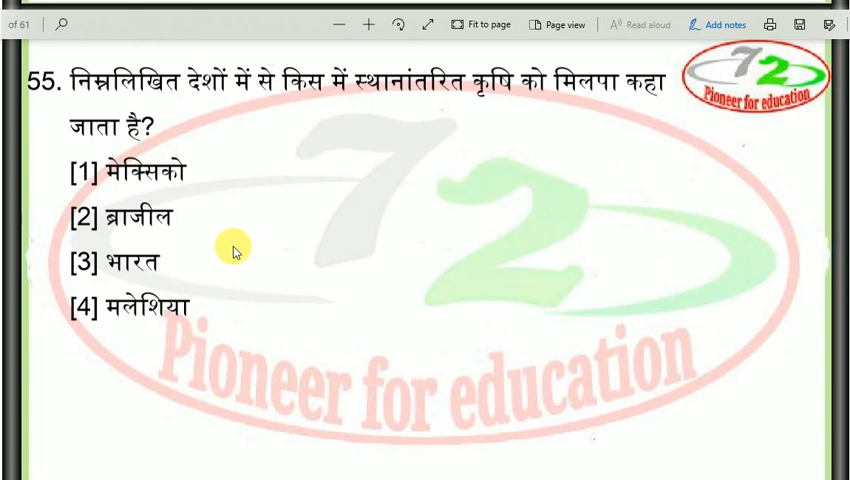 of 61
Fit to page
Page view
Read aloud
Add notes
55. निम्नलिखित देशों में से किस में स्थानांतरित कृषि को मिलपा कहा
जाता है?
[1] मेक्सिको
[2] ब्राजील
[3] भारत
[4] मलेशिया
72
Pioneer for education
72
Pioneer for education